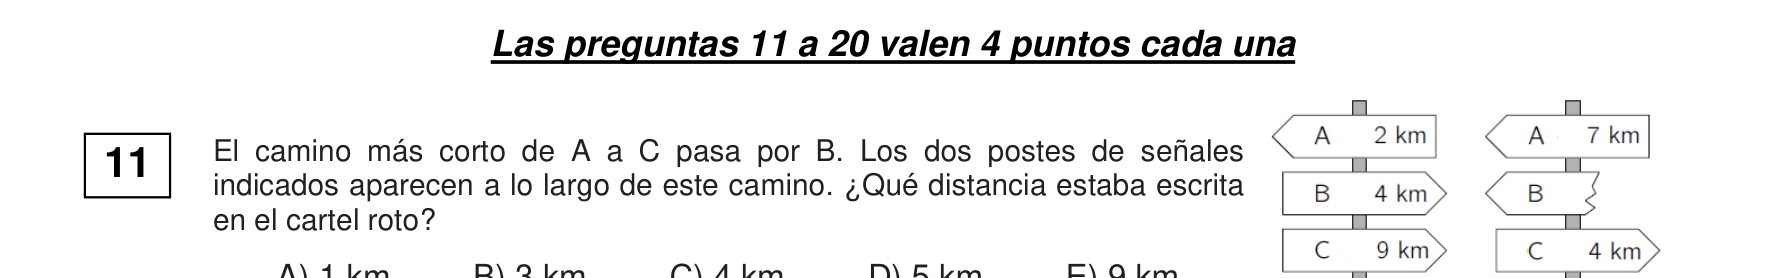 Las preguntas 11 a 20 valen 4 puntos cada una
11
El camino más corto de A a C pasa por B. Los dos postes de señales
indicados aparecen a lo largo de este camino. ¿Qué distancia estaba escrita
en el cartel roto?
A 2 km
B 4 km
C 9 km
A 7 km
B
C 4 km
A) 1 km B) 3 km C) 4 km D) 5 km E) 9 km